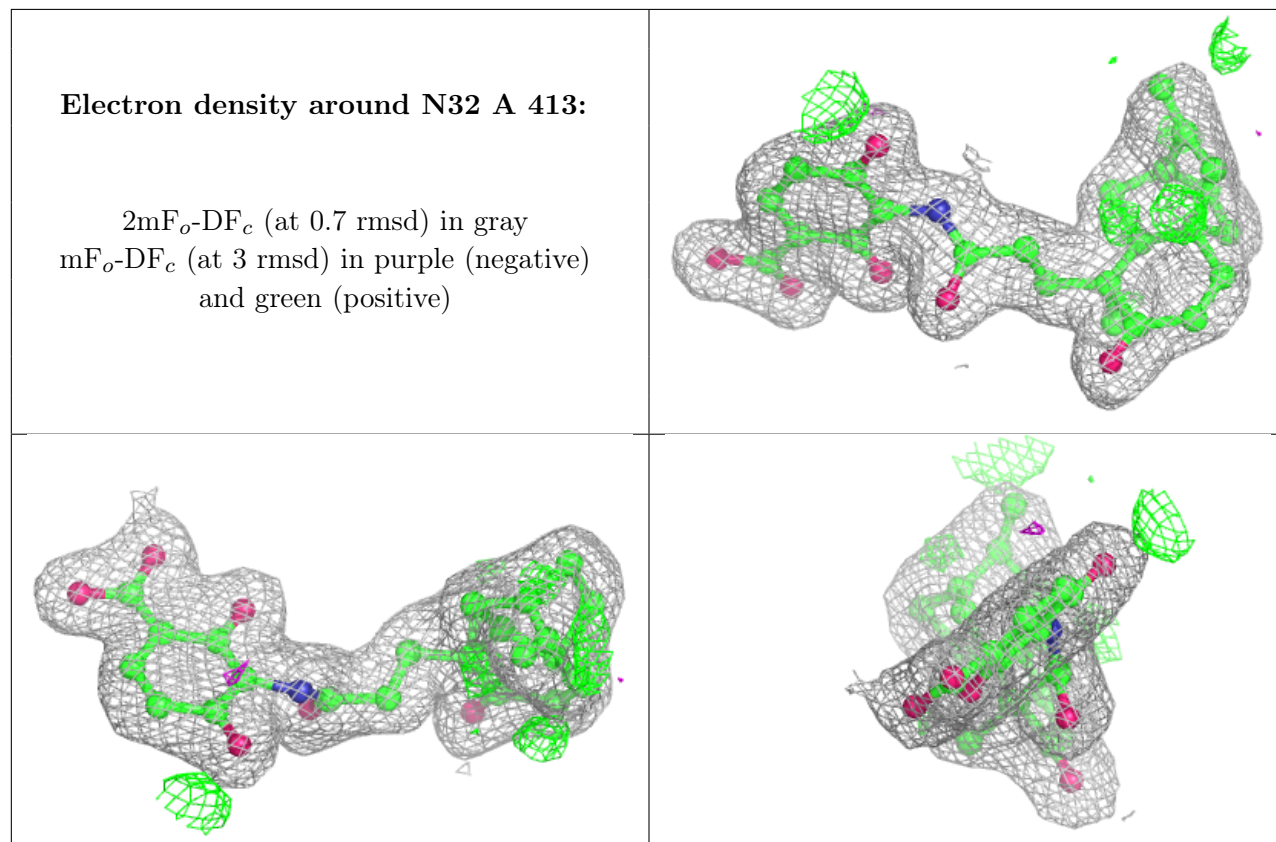 Electron density around N32 A 413:
2mFo-DFc (at 0.7 rmsd) in gray
mFo-DFc (at 3 rmsd) in purple (negative)
and green (positive)